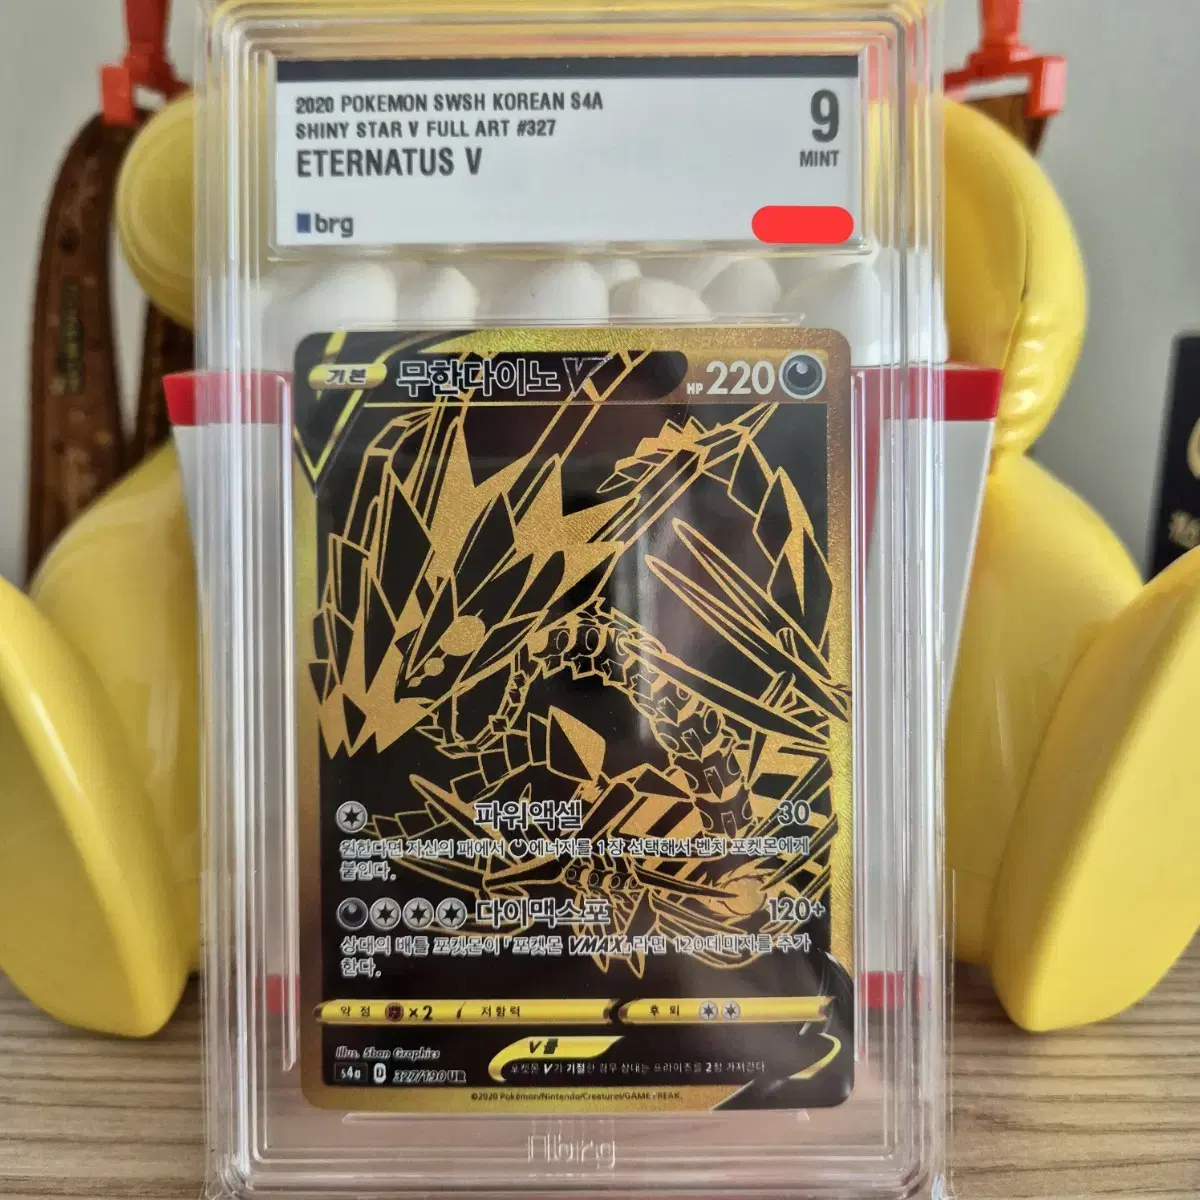 2020 POKEMON SWSH KOREAN S4A
SHINY STAR V FULL ART #327
ETERNATUS V
9
MINT
brg
기본 무한다이노 V HP 220
파워액셀 30
원한다면 자신의 패에서 에너지를 1장 선택해서 벤치 포켓몬에게
붙인다.
다이맥스포 120+
상대의 배틀 포켓몬이 「포켓몬 VMAX」라면 120데미지를 추가
한다.
약점 ×2 저항력 후퇴
V룰
포켓몬 V가 기절한 경우 상대는 프라이즈를 2장 가져간다
Illus. 5ban Graphics
s4a D 327/190 UR
©2020 Pokémon/Nintendo/Creatures/GAME FREAK.
brg